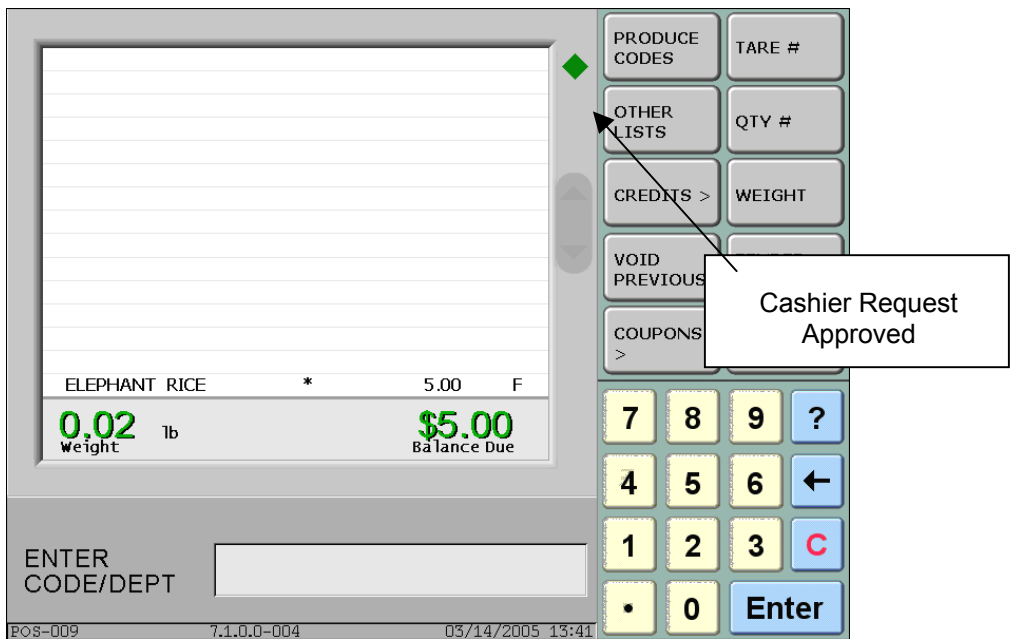 PRODUCE
CODES
TARE #
OTHER
LISTS
QTY #
CREDITS >
WEIGHT
VOID
PREVIOUS
COUPONS
>
Cashier Request
Approved
ELEPHANT RICE * 5.00 F
0.02 lb $5.00
Weight Balance Due
7 8 9 ?
4 5 6 ←
1 2 3 C
. 0 Enter
ENTER
CODE/DEPT
POS-009 7.1.0.0-004 03/14/2005 13:41